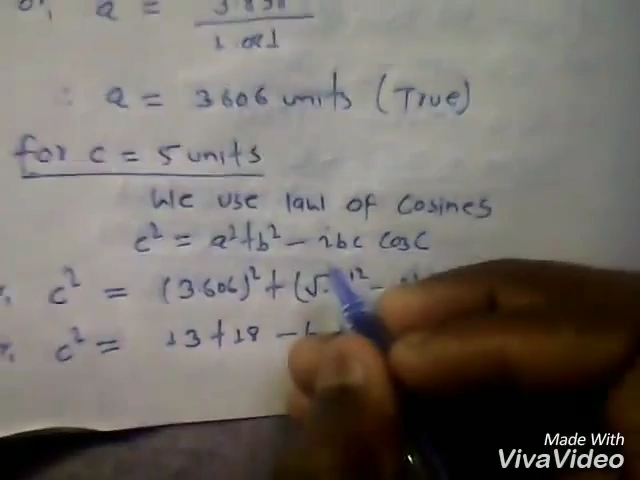 a =
∴ a = 3606 units (True)
for c = 5 units
We use law of cosines
c² = a² + b² - 2bc cos C
c² = (3.606)² + (√
c² = 13 + 18 -
Made With
VivaVideo